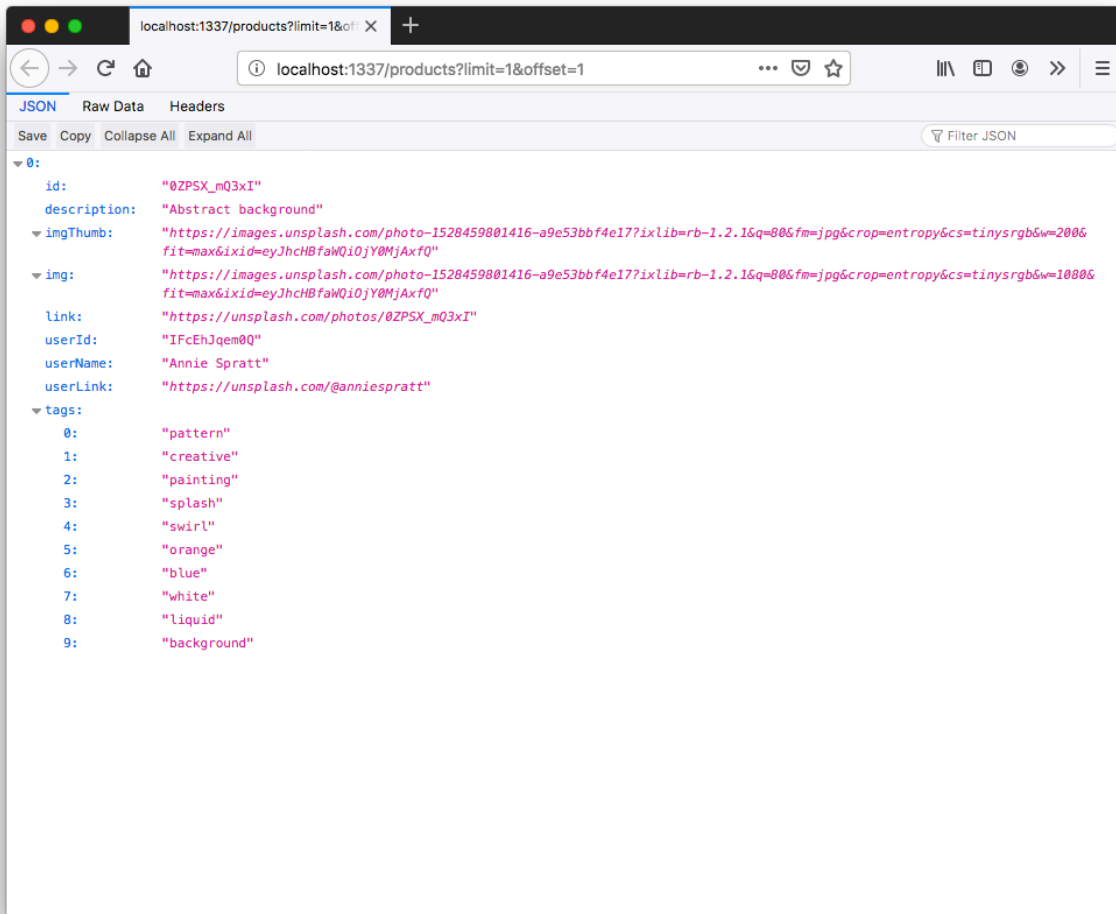 localhost:1337/products?limit=1&of
localhost:1337/products?limit=1&offset=1
JSON Raw Data Headers
Save Copy Collapse All Expand All Filter JSON
0:
id: "0ZPSX_mQ3xI"
description: "Abstract background"
imgThumb: "https://images.unsplash.com/photo-1528459801416-a9e53bbf4e17?ixlib=rb-1.2.1&q=80&fm=jpg&crop=entropy&cs=tinysrgb&w=200&
fit=max&ixid=eyJhcHBfaWQiOjY0MjAxfQ"
img: "https://images.unsplash.com/photo-1528459801416-a9e53bbf4e17?ixlib=rb-1.2.1&q=80&fm=jpg&crop=entropy&cs=tinysrgb&w=1080&
fit=max&ixid=eyJhcHBfaWQiOjY0MjAxfQ"
link: "https://unsplash.com/photos/0ZPSX_mQ3xI"
userId: "IFcEhJqem0Q"
userName: "Annie Spratt"
userLink: "https://unsplash.com/@anniespratt"
tags:
0: "pattern"
1: "creative"
2: "painting"
3: "splash"
4: "swirl"
5: "orange"
6: "blue"
7: "white"
8: "liquid"
9: "background"